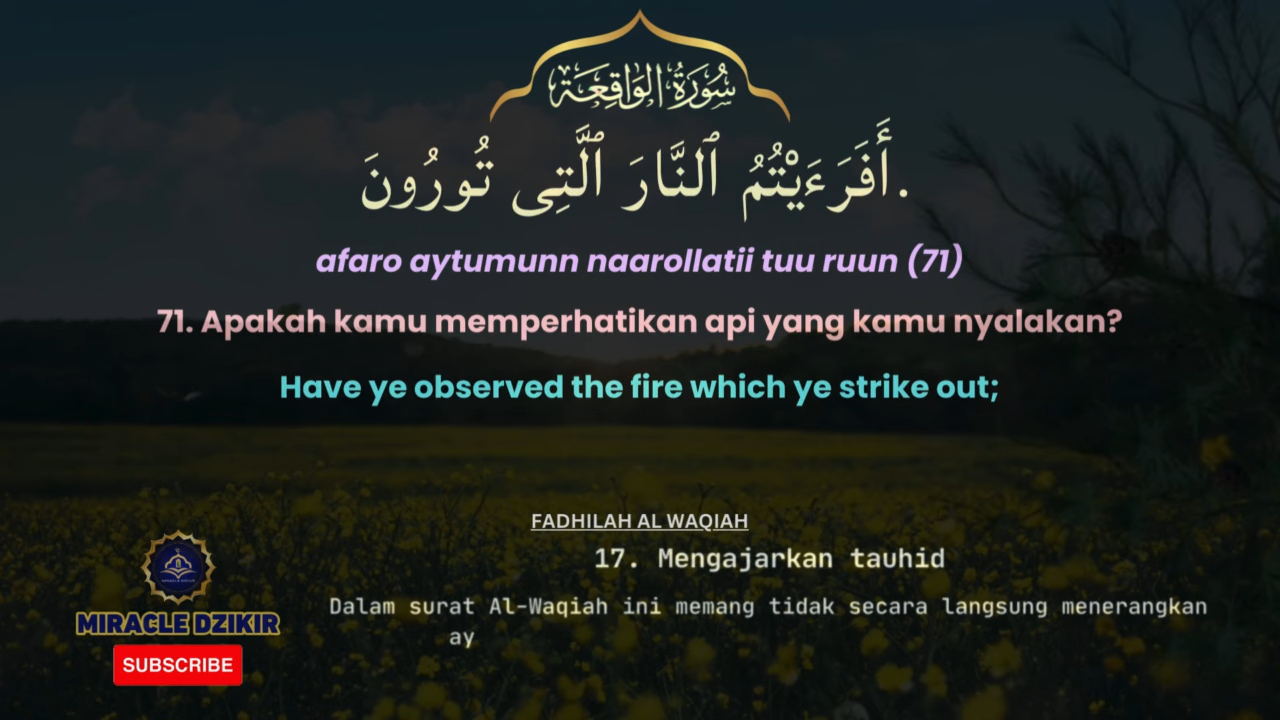 سُورَةُ الوَاقِعَة
أَفَرَءَيْتُمُ ٱلنَّارَ ٱلَّتِى تُورُونَ.
afaro aytumunn naarollatii tuu ruun (71)
71. Apakah kamu memperhatikan api yang kamu nyalakan?
Have ye observed the fire which ye strike out;
FADHILAH AL WAQIAH
17. Mengajarkan tauhid
Dalam surat Al-Waqiah ini memang tidak secara langsung menerangkan
ay
MIRACLE DZIKIR
SUBSCRIBE